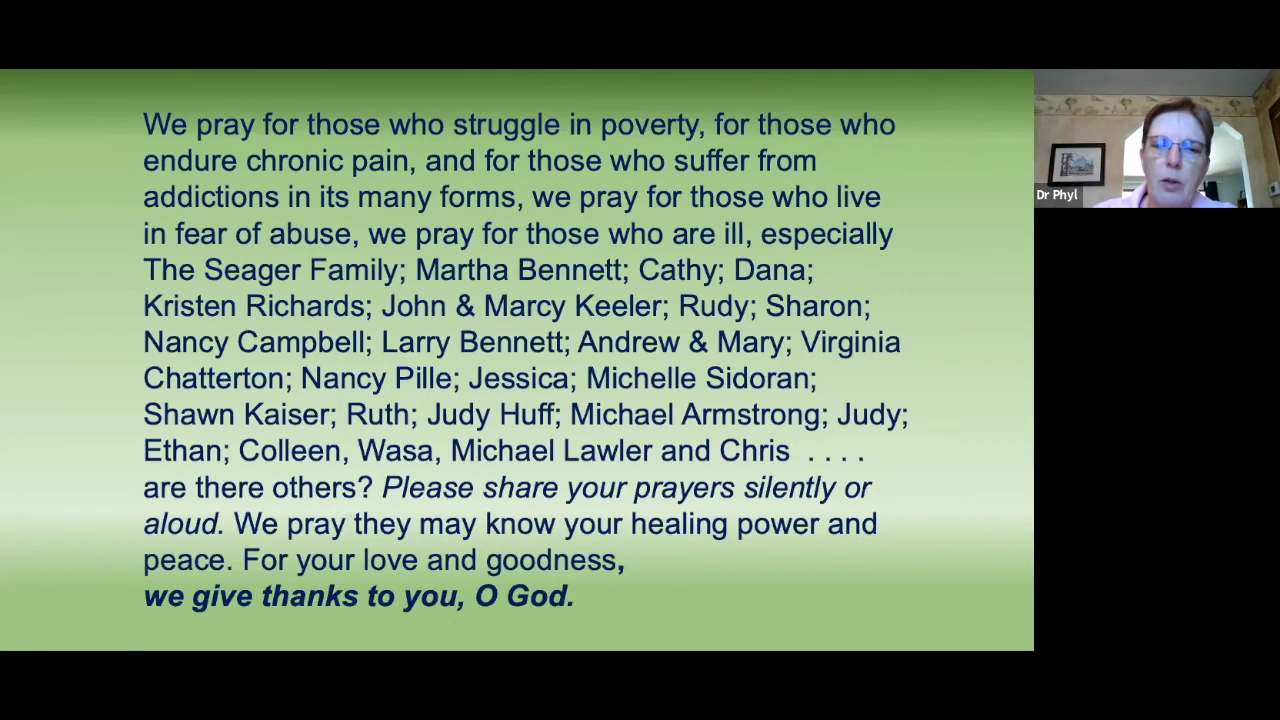 We pray for those who struggle in poverty, for those who
endure chronic pain, and for those who suffer from
addictions in its many forms, we pray for those who live
in fear of abuse, we pray for those who are ill, especially
The Seager Family; Martha Bennett; Cathy; Dana;
Kristen Richards; John & Marcy Keeler; Rudy; Sharon;
Nancy Campbell; Larry Bennett; Andrew & Mary; Virginia
Chatterton; Nancy Pille; Jessica; Michelle Sidoran;
Shawn Kaiser; Ruth; Judy Huff; Michael Armstrong; Judy;
Ethan; Colleen, Wasa, Michael Lawler and Chris . . . .
are there others? Please share your prayers silently or
aloud. We pray they may know your healing power and
peace. For your love and goodness,
we give thanks to you, O God.
Dr Phyl